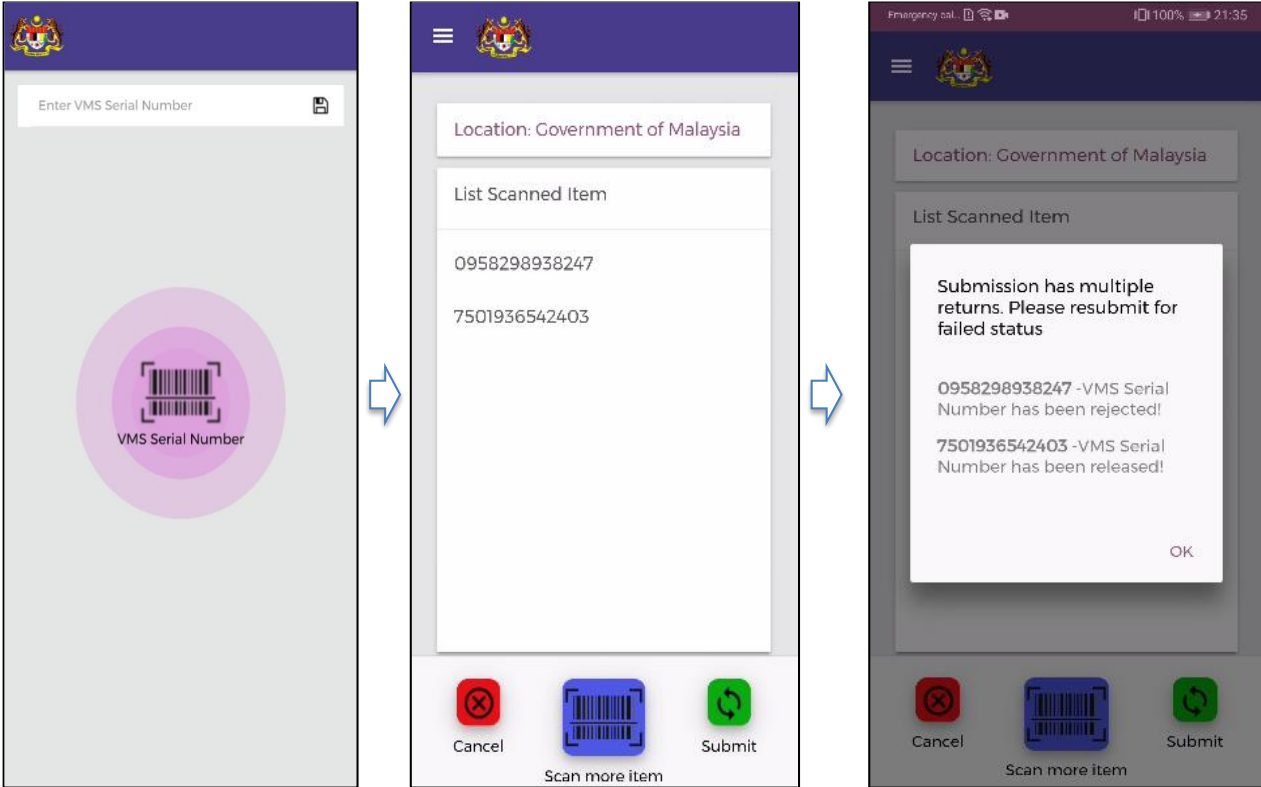 Enter VMS Serial Number
VMS Serial Number
Location: Government of Malaysia
List Scanned Item
0958298938247
7501936542403
Cancel
Scan more item
Submit
Emergency cal..
100%
21:35
Location: Government of Malaysia
List Scanned Item
Submission has multiple
returns. Please resubmit for
failed status
0958298938247 -VMS Serial
Number has been rejected!
7501936542403 -VMS Serial
Number has been released!
OK
Cancel
Scan more item
Submit